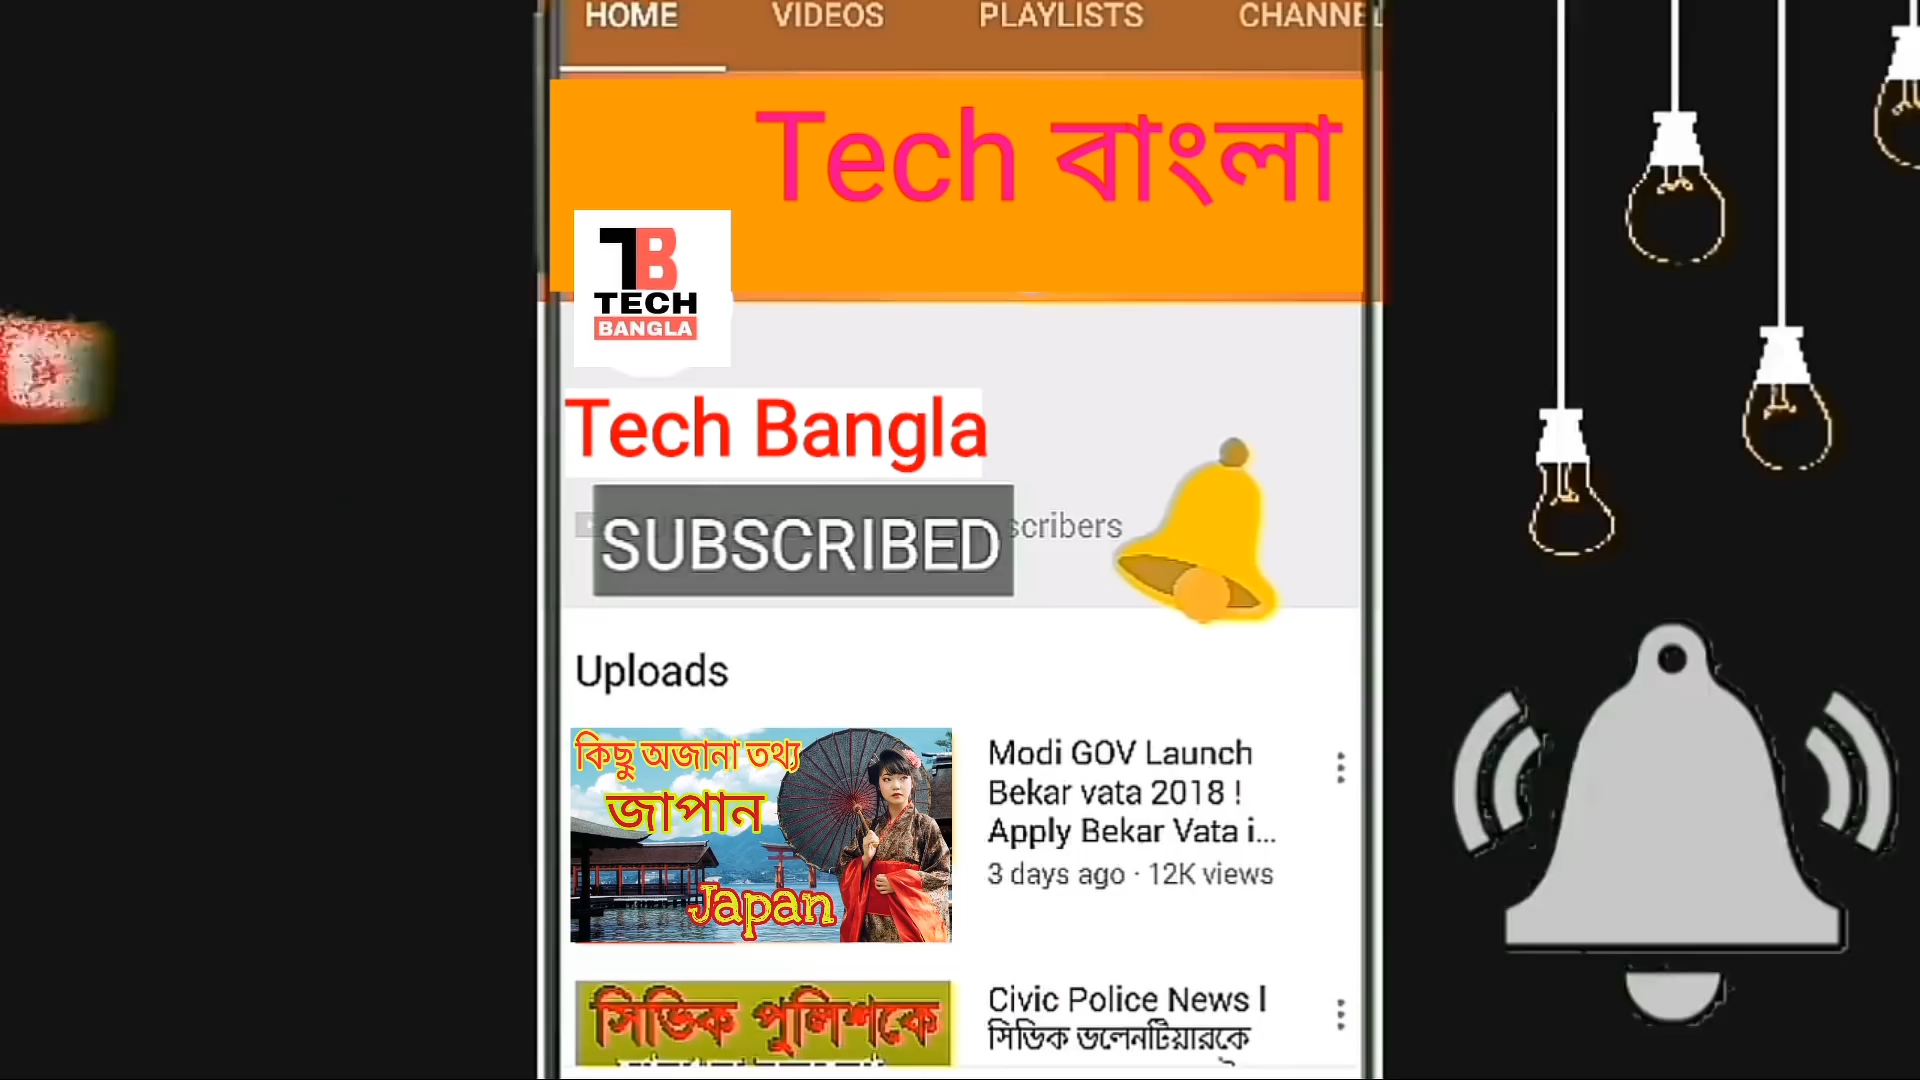 HOME VIDEOS PLAYLISTS CHANNEL
Tech বাংলা
TB
TECH
BANGLA
Tech Bangla
SUBSCRIBED scribers
Uploads
কিছু অজানা তথ্য
জাপান
Japan
Modi GOV Launch
Bekar vata 2018 !
Apply Bekar Vata i...
3 days ago · 12K views
সিভিক পুলিশকে
Civic Police News l
সিভিক ভলেনটিয়ারকে